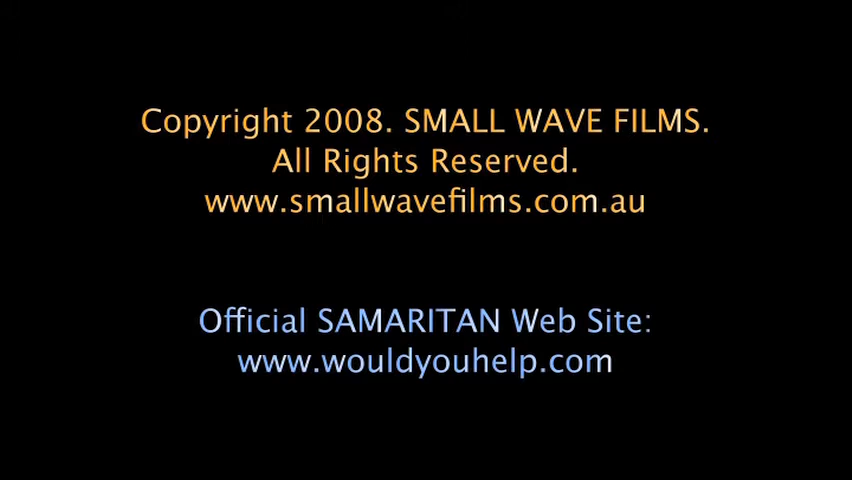 Copyright 2008. SMALL WAVE FILMS.
All Rights Reserved.
www.smallwavefilms.com.au
Official SAMARITAN Web Site:
www.wouldyouhelp.com